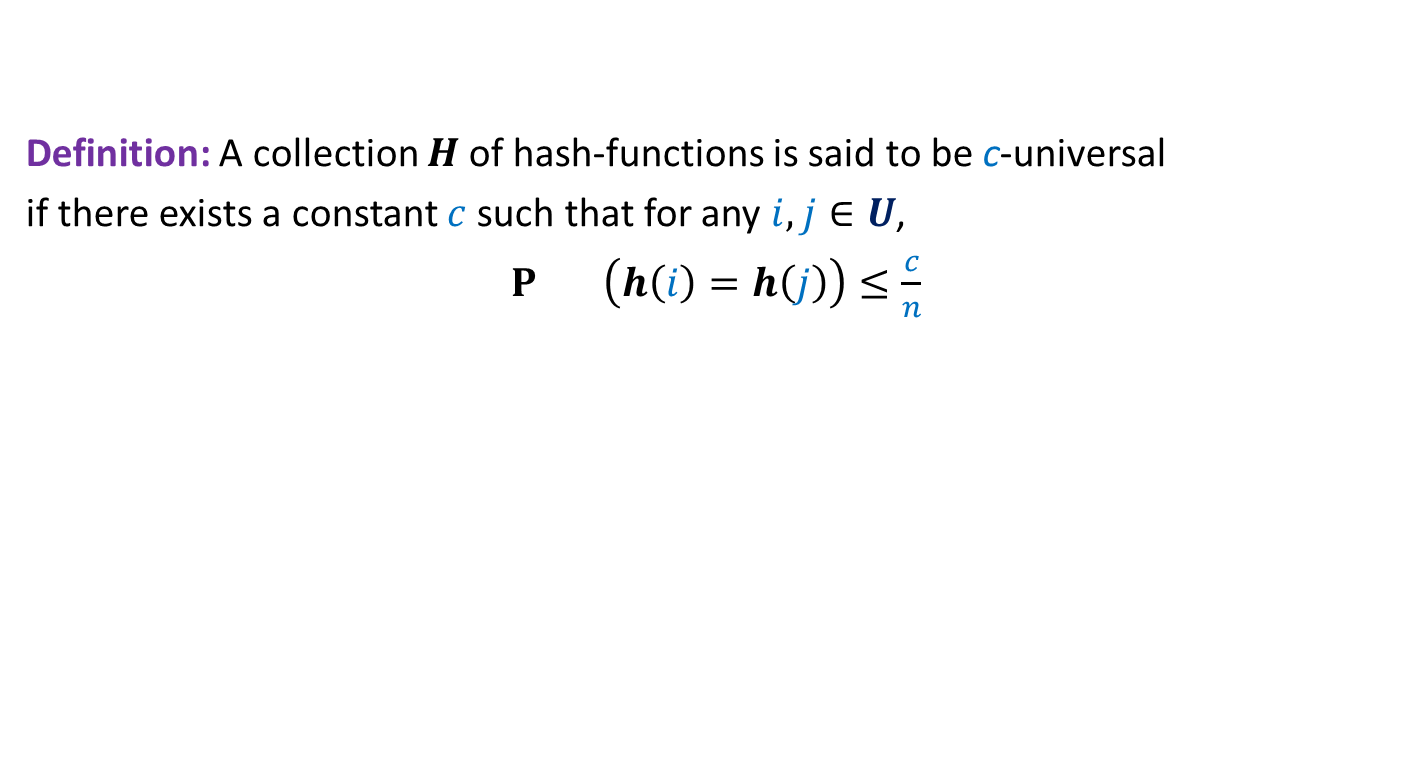 Definition: A collection H of hash-functions is said to be c-universal
if there exists a constant c such that for any i, j ∈ U,
P (h(i) = h(j)) ≤ c/n